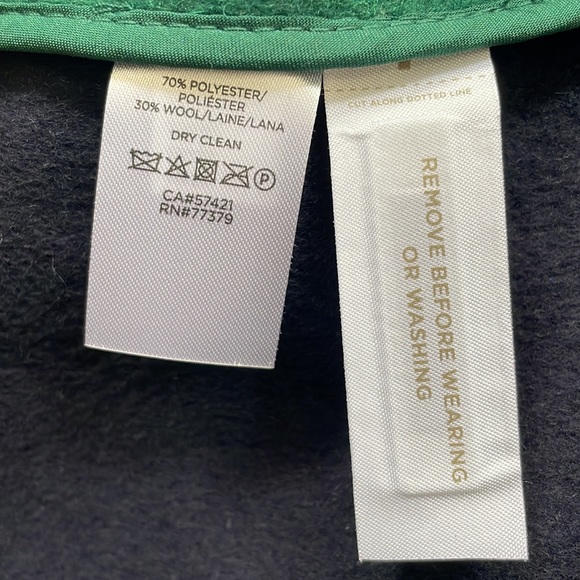 70% POLYESTER/
POLIÉSTER
30% WOOL/LAINE/LANA
DRY CLEAN
P
CA#57421
RN#77379
CUT ALONG DOTTED LINE
REMOVE BEFORE WEARING
OR WASHING